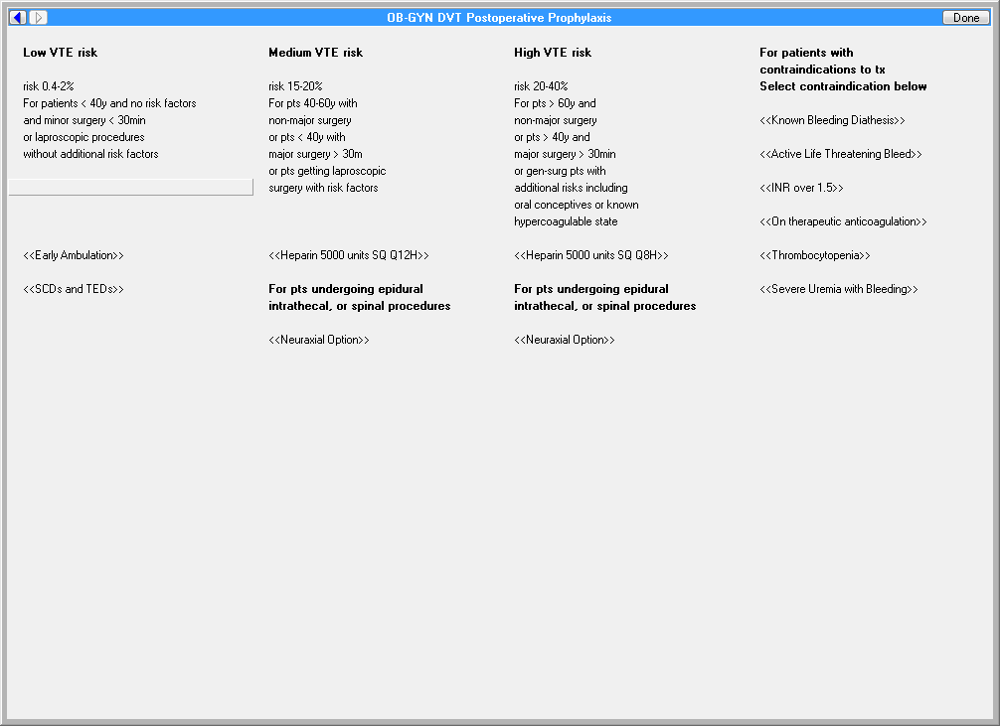 OB-GYN DVT Postoperative Prophylaxis
Done
Low VTE risk
risk 0.4-2%
For patients < 40y and no risk factors
and minor surgery < 30min
or laproscopic procedures
without additional risk factors
<<Early Ambulation>>
<<SCDs and TEDs>>
Medium VTE risk
risk 15-20%
For pts 40-60y with
non-major surgery
or pts < 40y with
major surgery > 30m
or pts getting laproscopic
surgery with risk factors
<<Heparin 5000 units SQ Q12H>>
For pts undergoing epidural
intrathecal, or spinal procedures
<<Neuraxial Option>>
High VTE risk
risk 20-40%
For pts > 60y and
non-major surgery
or pts > 40y and
major surgery > 30min
or gen-surg pts with
additional risks including
oral conceptives or known
hypercoagulable state
<<Heparin 5000 units SQ Q8H>>
For pts undergoing epidural
intrathecal, or spinal procedures
<<Neuraxial Option>>
For patients with
contraindications to tx
Select contraindication below
<<Known Bleeding Diathesis>>
<<Active Life Threatening Bleed>>
<<INR over 1.5>>
<<On therapeutic anticoagulation>>
<<Thrombocytopenia>>
<<Severe Uremia with Bleeding>>